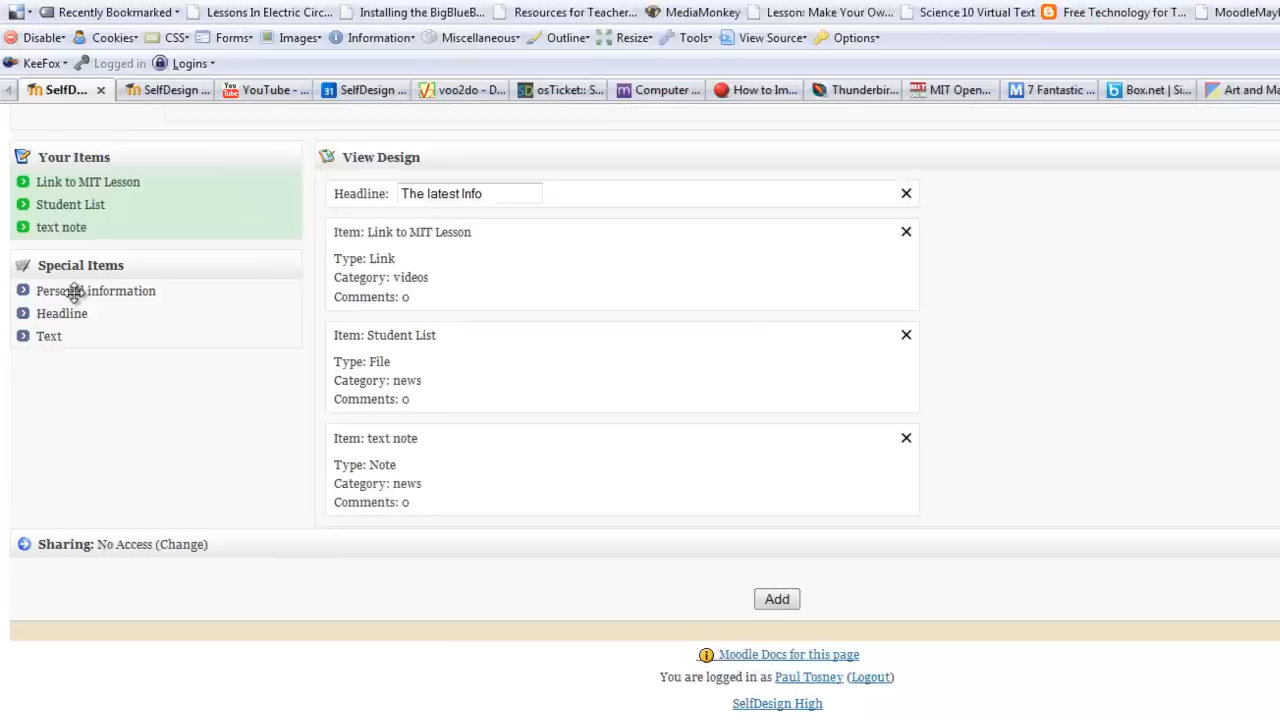 Recently Bookmarked Lessons In Electric Circ... Installing the BigBlueB... Resources for Teacher... MediaMonkey Lesson: Make Your Ow... Science 10 Virtual Text Free Technology for T... MoodleMay
Disable Cookies CSS Forms Images Information Miscellaneous Outline Resize Tools View Source Options
KeeFox Logged in Logins
SelfD... SelfDesign ... YouTube - ... SelfDesign ... voo2do - D... osTicket:: S... Computer ... How to Im... Thunderbir... MIT Open... 7 Fantastic ... Box.net | Si... Art and Ma
Your Items
Link to MIT Lesson
Student List
text note
Special Items
information
Headline
Text
View Design
Headline: The latest Info
Item: Link to MIT Lesson
Type: Link
Category: videos
Comments: 0
Item: Student List
Type: File
Category: news
Comments: 0
Item: text note
Type: Note
Category: news
Comments: 0
Sharing: No Access (Change)
Add
Moodle Docs for this page
You are logged in as Paul Tosney (Logout)
SelfDesign High